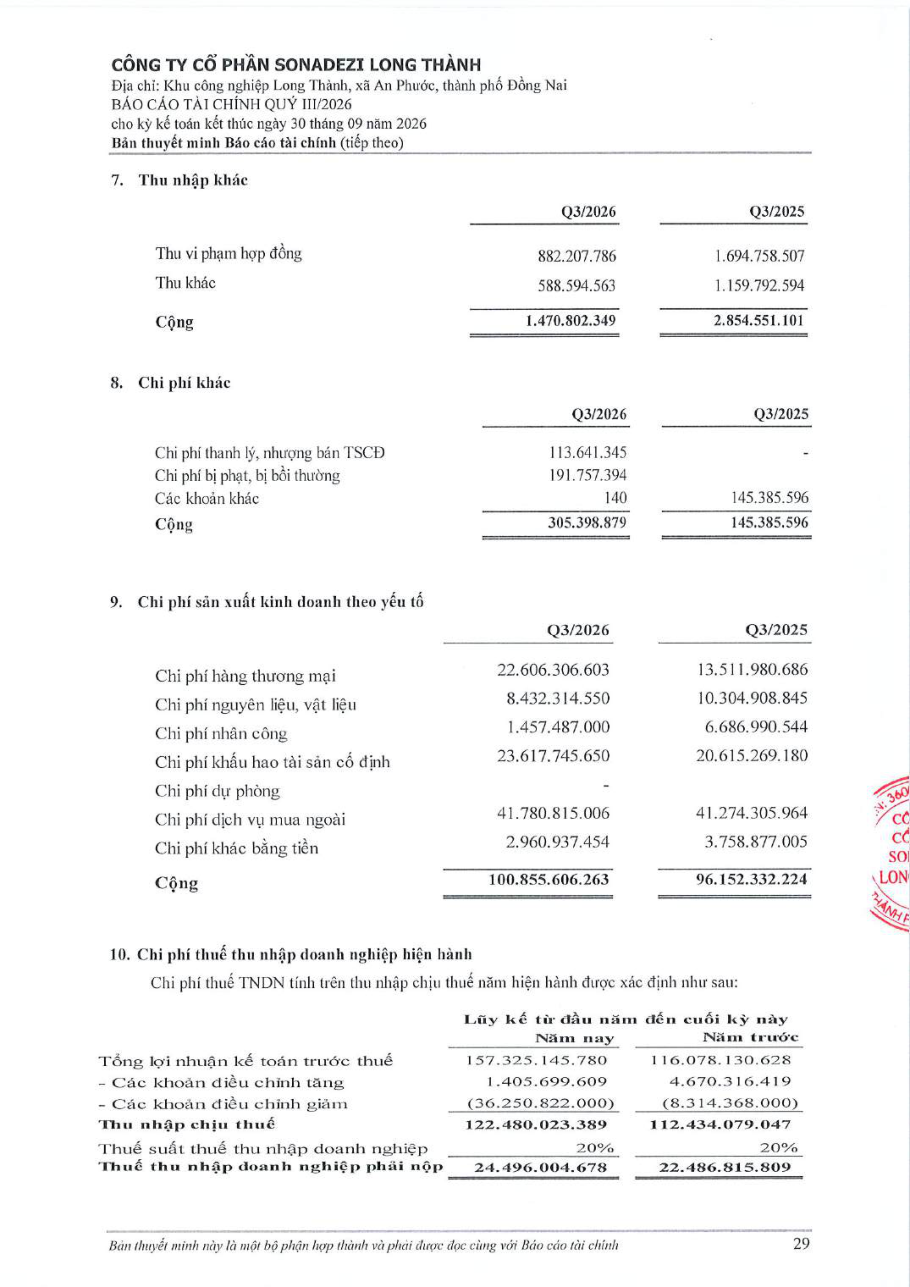 CÔNG TY CỔ PHẦN SONADEZI LONG THÀNH
Địa chỉ: Khu công nghiệp Long Thành, xã An Phước, thành phố Đồng Nai
BÁO CÁO TÀI CHÍNH QUÝ III/2026
cho kỳ kế toán kết thúc ngày 30 tháng 09 năm 2026
Bản thuyết minh Báo cáo tài chính (tiếp theo)
7. Thu nhập khác
Q3/2026 Q3/2025
Thu vi phạm hợp đồng 882.207.786 1.694.758.507
Thu khác 588.594.563 1.159.792.594
Cộng 1.470.802.349 2.854.551.101
8. Chi phí khác
Q3/2026 Q3/2025
Chi phí thanh lý, nhượng bán TSCĐ 113.641.345 -
Chi phí bị phạt, bị bồi thường 191.757.394
Các khoản khác 140 145.385.596
Cộng 305.398.879 145.385.596
9. Chi phí sản xuất kinh doanh theo yếu tố
Q3/2026 Q3/2025
Chi phí hàng thương mại 22.606.306.603 13.511.980.686
Chi phí nguyên liệu, vật liệu 8.432.314.550 10.304.908.845
Chi phí nhân công 1.457.487.000 6.686.990.544
Chi phí khấu hao tài sản cố định 23.617.745.650 20.615.269.180
Chi phí dự phòng -
Chi phí dịch vụ mua ngoài 41.780.815.006 41.274.305.964
Chi phí khác bằng tiền 2.960.937.454 3.758.877.005
Cộng 100.855.606.263 96.152.332.224
10. Chi phí thuế thu nhập doanh nghiệp hiện hành
Chi phí thuế TNDN tính trên thu nhập chịu thuế năm hiện hành được xác định như sau:
Lũy kế từ đầu năm đến cuối kỳ này
Năm nay Năm trước
Tổng lợi nhuận kế toán trước thuế 157.325.145.780 116.078.130.628
- Các khoản điều chỉnh tăng 1.405.699.609 4.670.316.419
- Các khoản điều chỉnh giảm (36.250.822.000) (8.314.368.000)
Thu nhập chịu thuế 122.480.023.389 112.434.079.047
Thuế suất thuế thu nhập doanh nghiệp 20% 20%
Thuế thu nhập doanh nghiệp phải nộp 24.496.004.678 22.486.815.809
Bản thuyết minh này là một bộ phận hợp thành và phải được đọc cùng với Báo cáo tài chính 29